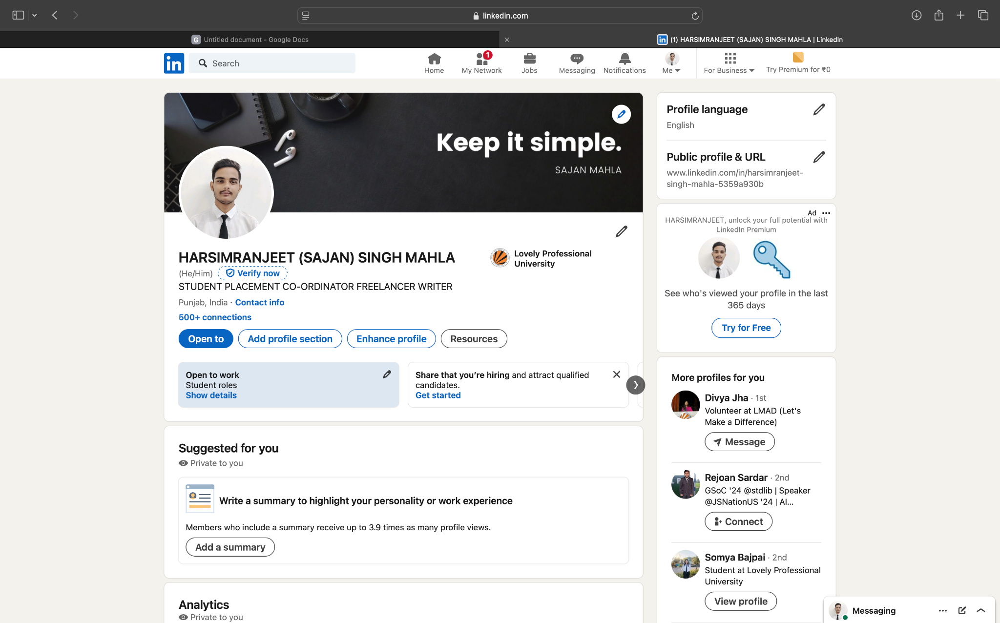 linkedin.com
G Untitled document - Google Docs
in (1) HARSIMRANJEET (SAJAN) SINGH MAHLA | LinkedIn
in Search
1
Home My Network Jobs Messaging Notifications Me For Business Try Premium for ₹0
Keep it simple.
SAJAN MAHLA
HARSIMRANJEET (SAJAN) SINGH MAHLA
(He/Him) Verify now
STUDENT PLACEMENT CO-ORDINATOR FREELANCER WRITER
Punjab, India · Contact info
500+ connections
Lovely Professional
University
Open to Add profile section Enhance profile Resources
Open to work
Student roles
Show details
Share that you’re hiring and attract qualified
candidates.
Get started
Suggested for you
Private to you
Write a summary to highlight your personality or work experience
Members who include a summary receive up to 3.9 times as many profile views.
Add a summary
Analytics
Private to you
Profile language
English
Public profile & URL
www.linkedin.com/in/harsimranjeet-
singh-mahla-5359a930b
Ad
HARSIMRANJEET, unlock your full potential with
LinkedIn Premium
See who's viewed your profile in the last
365 days
Try for Free
More profiles for you
Divya Jha · 1st
Volunteer at LMAD (Let's
Make a Difference)
Message
Rejoan Sardar · 2nd
GSoC '24 @stdlib | Speaker
@JSNationUS '24 | AI...
Connect
Somya Bajpai · 2nd
Student at Lovely Professional
University
View profile
Messaging